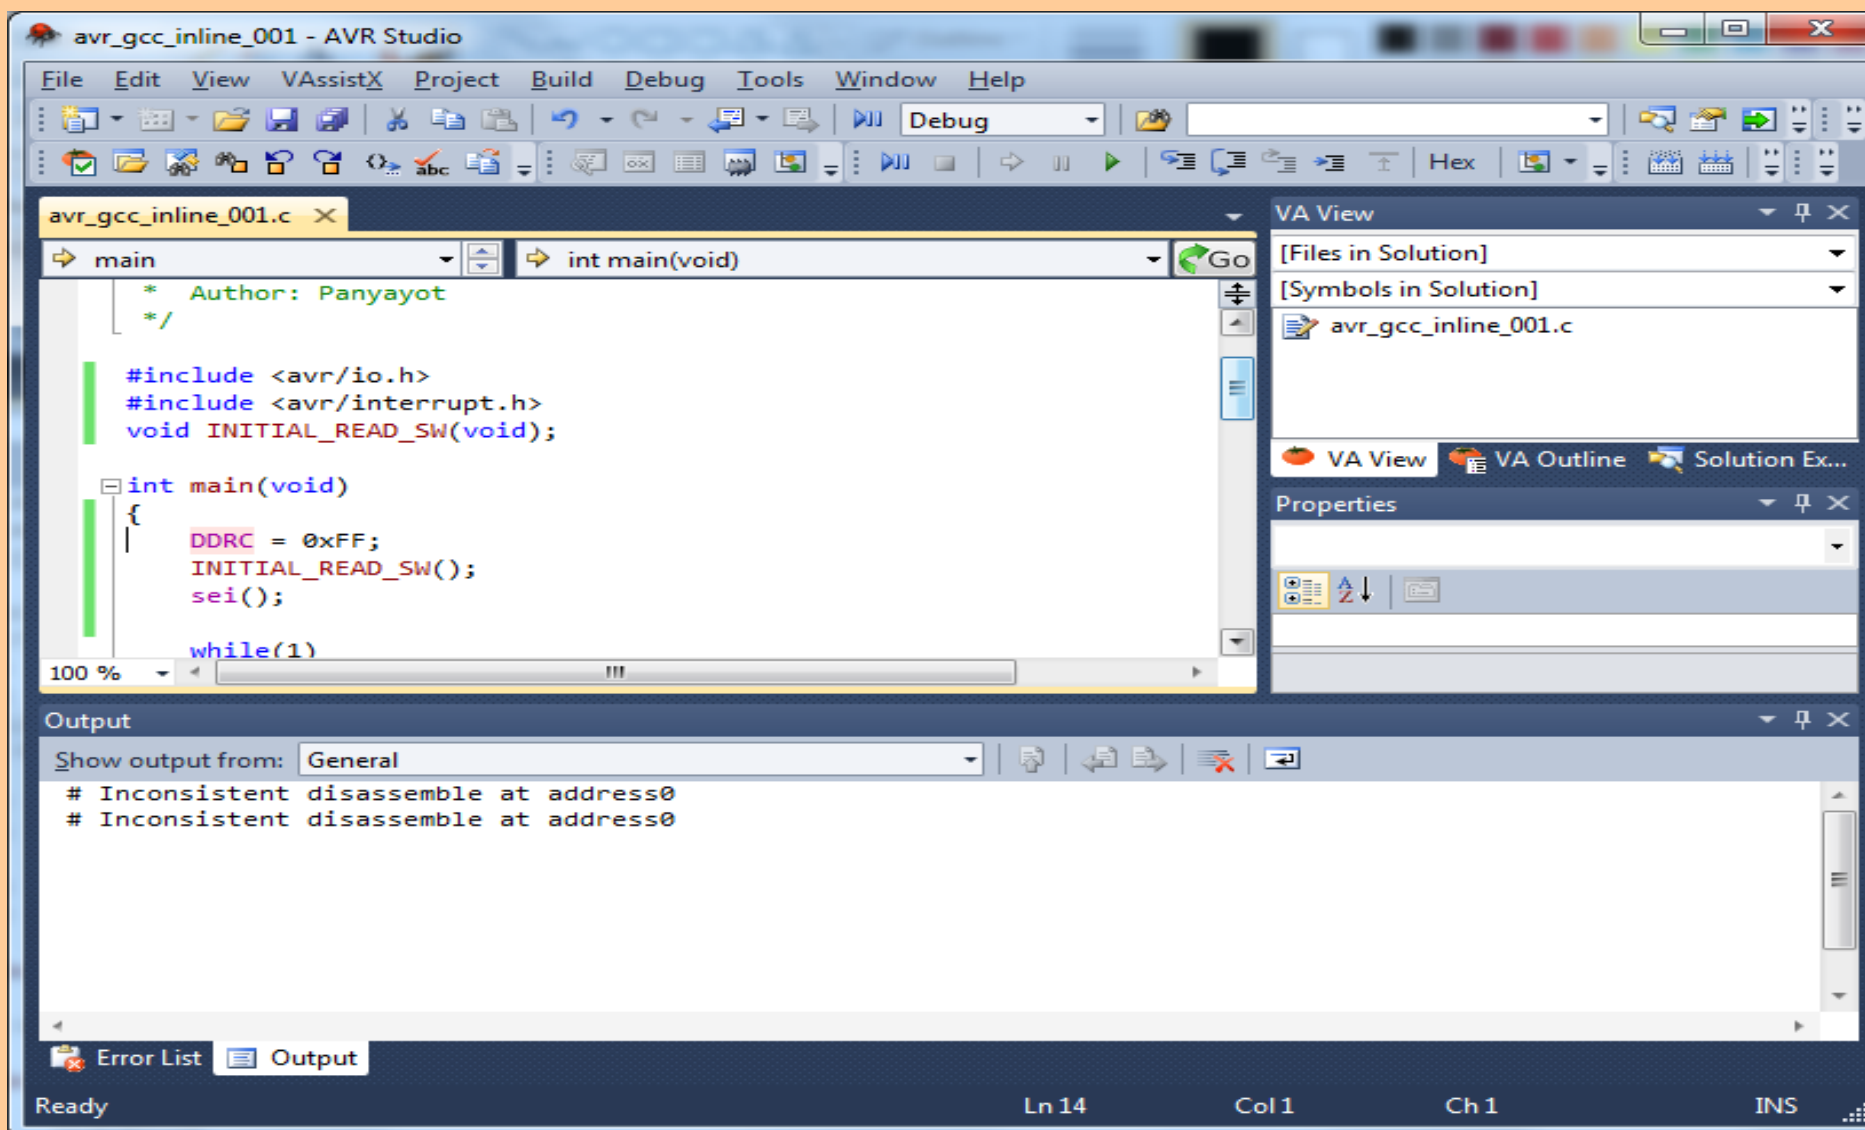 avr_gcc_inline_001 - AVR Studio
File Edit View VAssistX Project Build Debug Tools Window Help
Debug
Hex
avr_gcc_inline_001.c
main
int main(void)
Go
* Author: Panyayot
*/
#include <avr/io.h>
#include <avr/interrupt.h>
void INITIAL_READ_SW(void);
int main(void)
{
DDRC = 0xFF;
INITIAL_READ_SW();
sei();
while(1)
100 %
VA View
[Files in Solution]
[Symbols in Solution]
avr_gcc_inline_001.c
VA View VA Outline Solution Ex...
Properties
Output
Show output from: General
# Inconsistent disassemble at address0
# Inconsistent disassemble at address0
Error List Output
Ready Ln 14 Col 1 Ch 1 INS